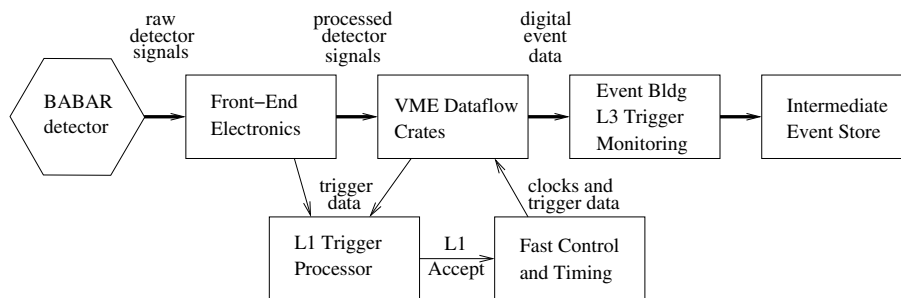 raw
detector
signals
processed
detector
signals
digital
event
data
BABAR
detector
Front−End
Electronics
VME Dataflow
Crates
Event Bldg
L3 Trigger
Monitoring
Intermediate
Event Store
trigger
data
clocks and
trigger data
L1 Trigger
Processor
L1
Accept
Fast Control
and Timing